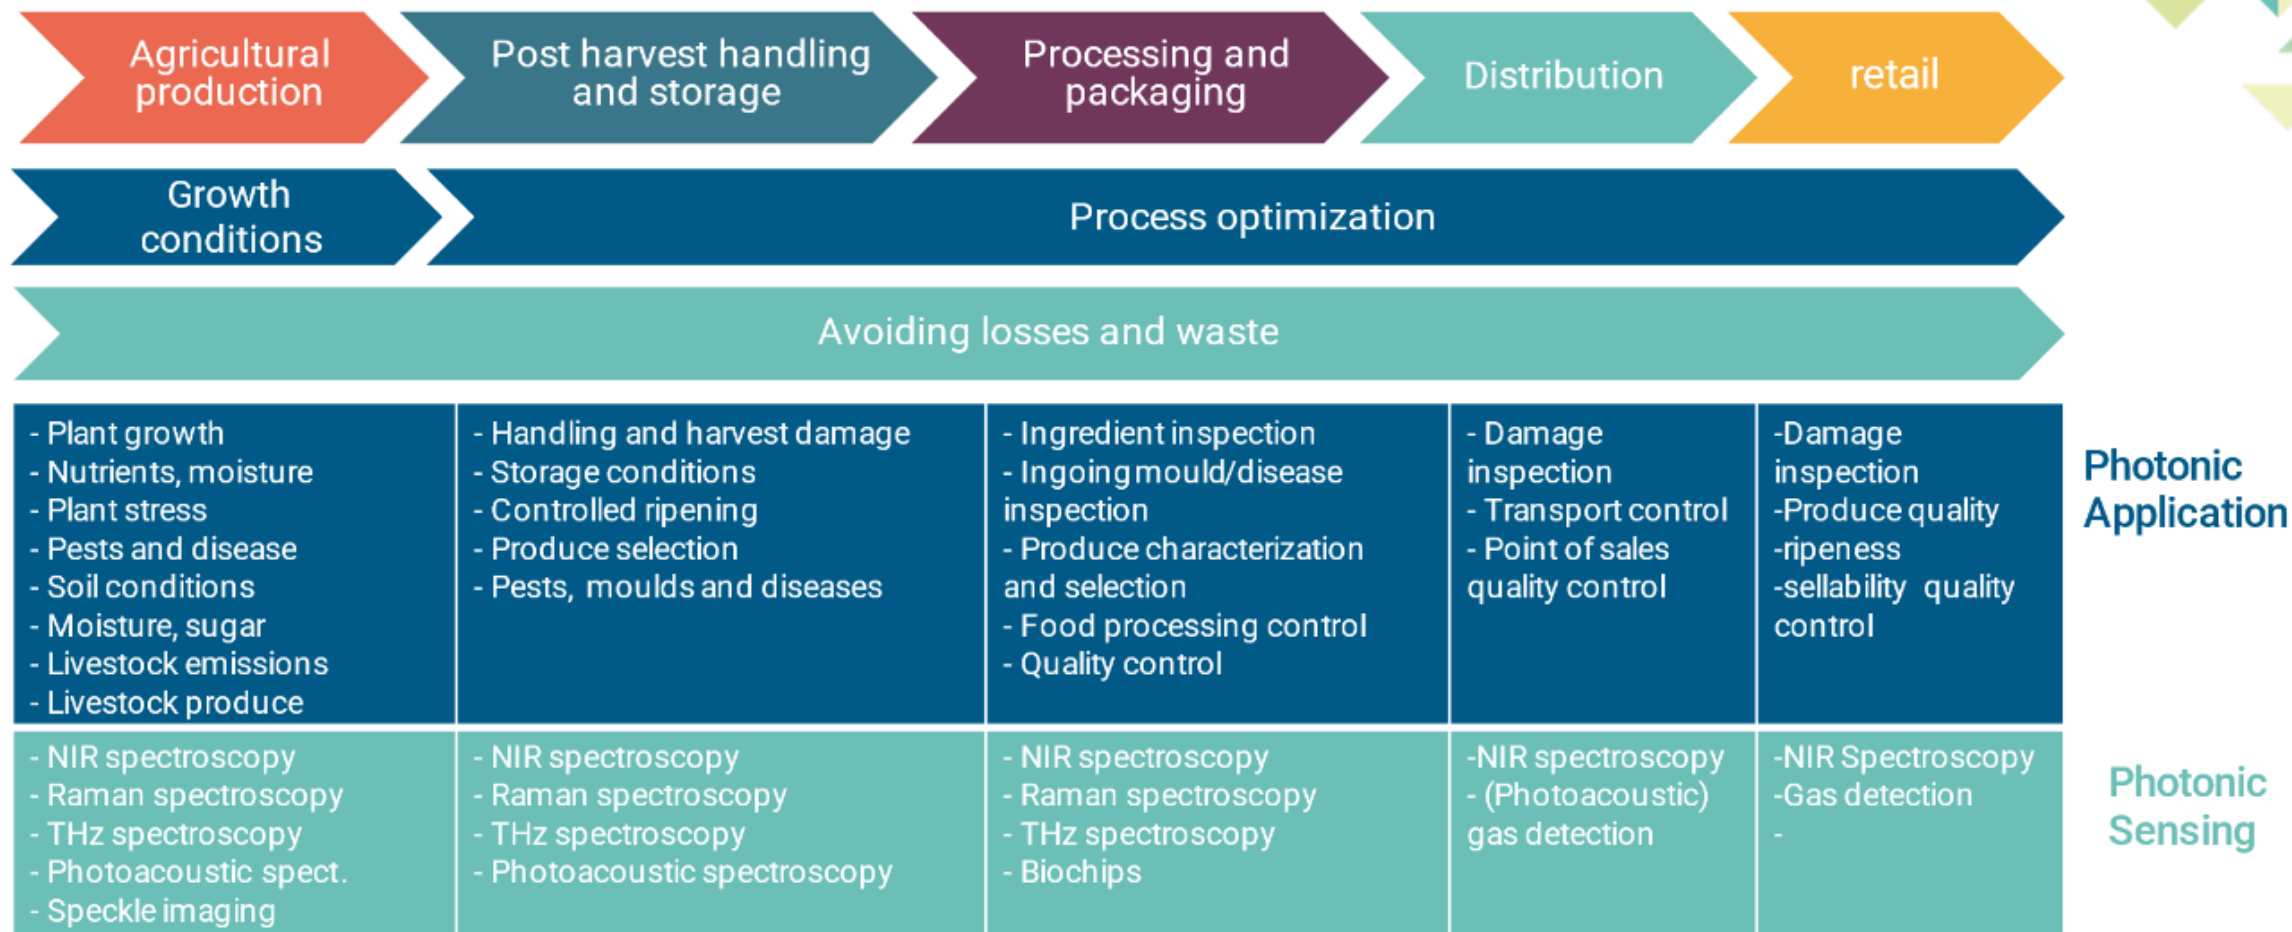 Agricultural
production
Post harvest handling
and storage
Processing and
packaging
Distribution
retail
Growth
conditions
Process optimization
Avoiding losses and waste
- Plant growth
- Nutrients, moisture
- Plant stress
- Pests and disease
- Soil conditions
- Moisture, sugar
- Livestock emissions
- Livestock produce
- Handling and harvest damage
- Storage conditions
- Controlled ripening
- Produce selection
- Pests, moulds and diseases
- Ingredient inspection
- Ingoing mould/disease
inspection
- Produce characterization
and selection
- Food processing control
- Quality control
- Damage
inspection
- Transport control
- Point of sales
quality control
-Damage
inspection
-Produce quality
-ripeness
-sellability quality
control
Photonic
Application
- NIR spectroscopy
- Raman spectroscopy
- THz spectroscopy
- Photoacoustic spect.
- Speckle imaging
- NIR spectroscopy
- Raman spectroscopy
- THz spectroscopy
- Photoacoustic spectroscopy
- NIR spectroscopy
- Raman spectroscopy
- THz spectroscopy
- Biochips
-NIR spectroscopy
- (Photoacoustic)
gas detection
-NIR Spectroscopy
-Gas detection
-
Photonic
Sensing